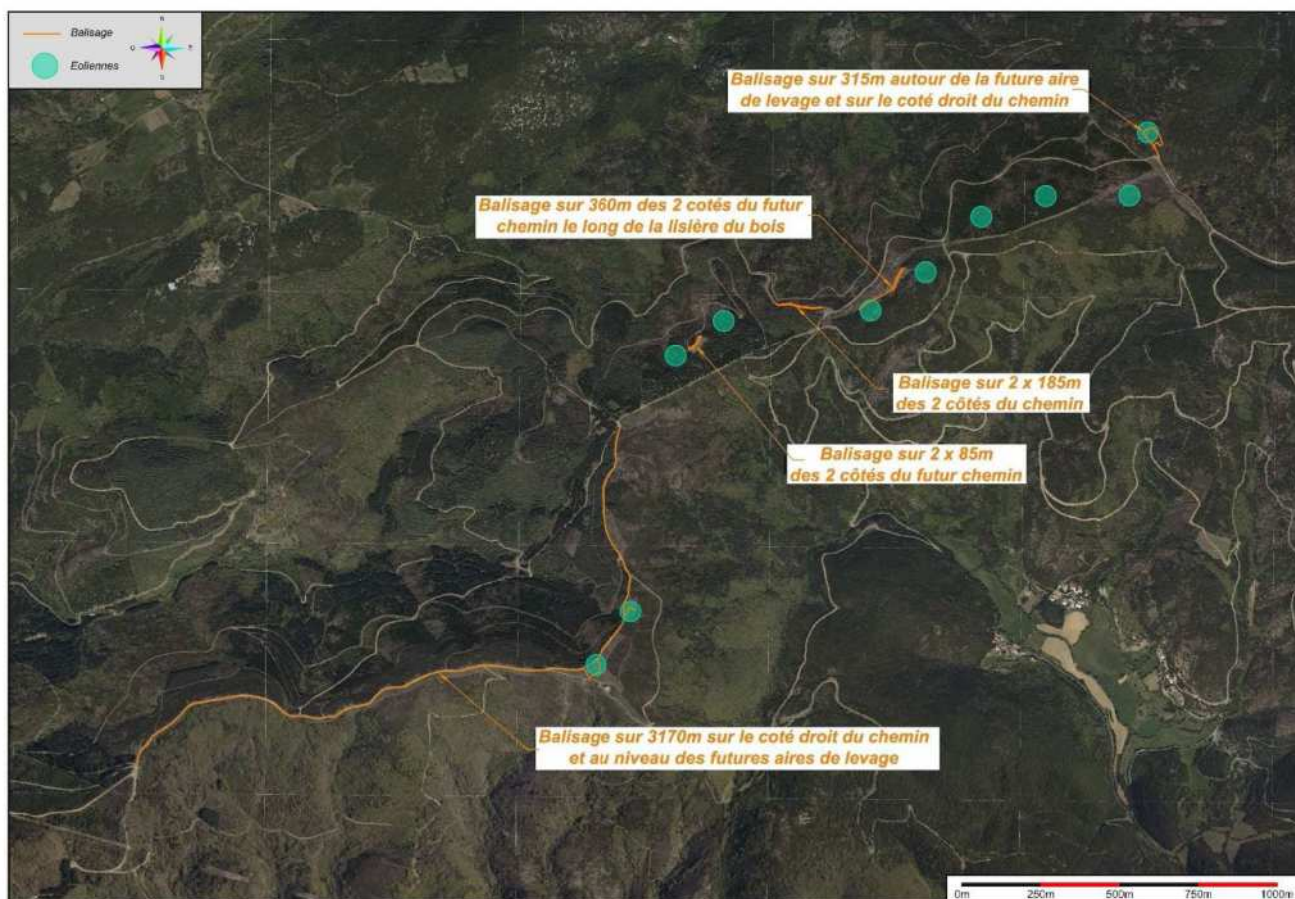 Balisage
Eoliennes
N
O
E
S
Balisage sur 315m autour de la future aire
de levage et sur le coté droit du chemin
Balisage sur 360m des 2 cotés du futur
chemin le long de la lisière du bois
Balisage sur 2 x 185m
des 2 côtés du chemin
Balisage sur 2 x 85m
des 2 côtés du futur chemin
Balisage sur 3170m sur le coté droit du chemin
et au niveau des futures aires de levage
0m 250m 500m 750m 1000m